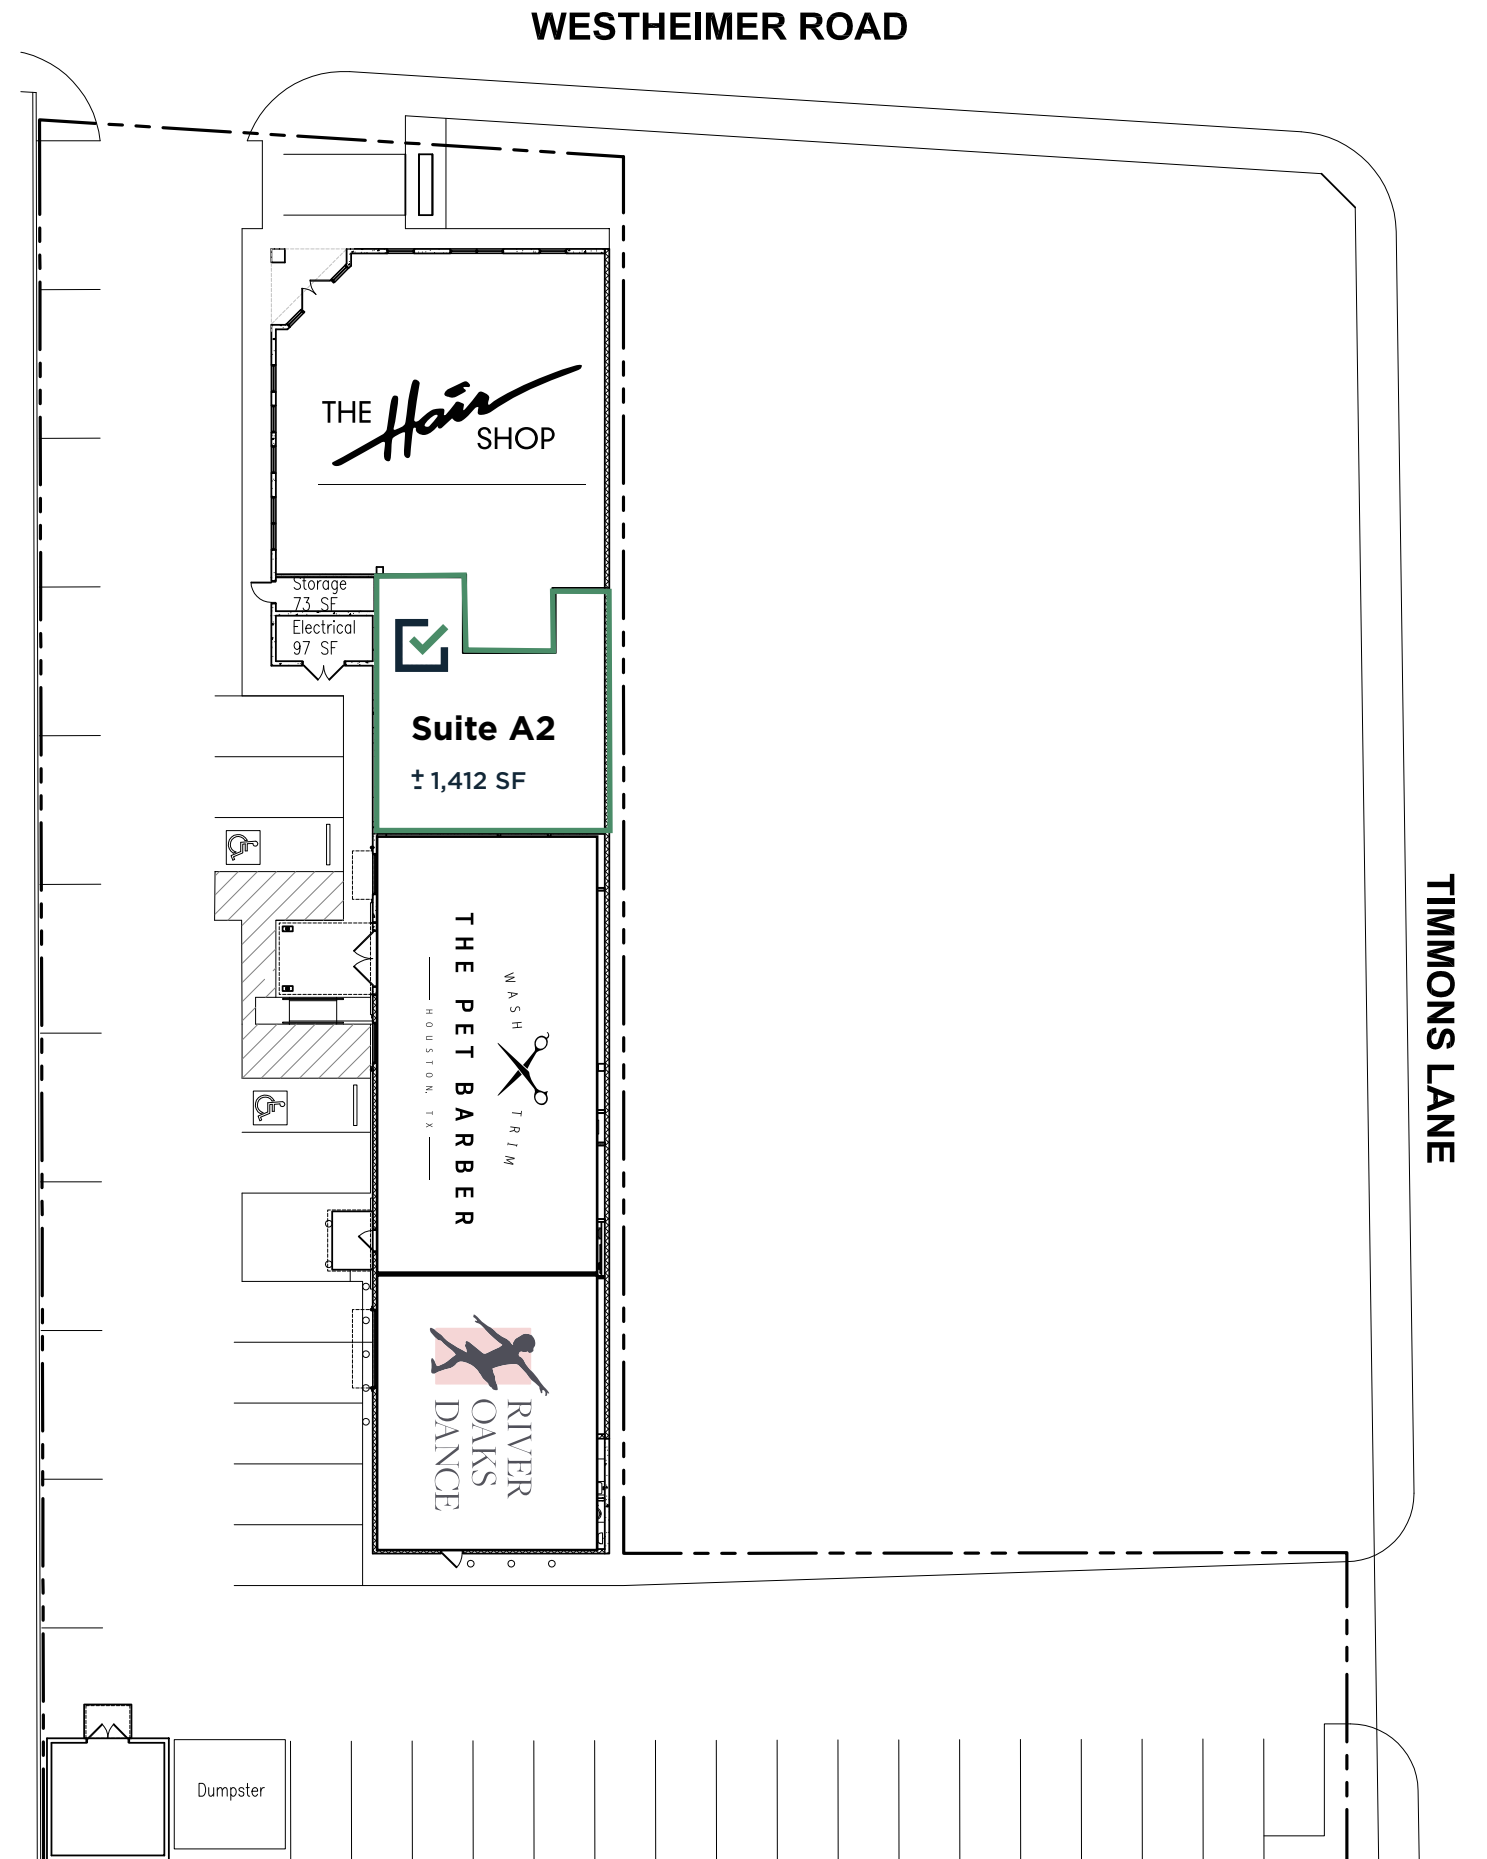 WESTHEIMER ROAD
THE Hair SHOP
Storage
73 SF
Electrical
97 SF
Suite A2
± 1,412 SF
TIMMONS LANE
WASH TRIM
THE PET BARBER
HOUSTON, TX
RIVER
OAKS
DANCE
Dumpster